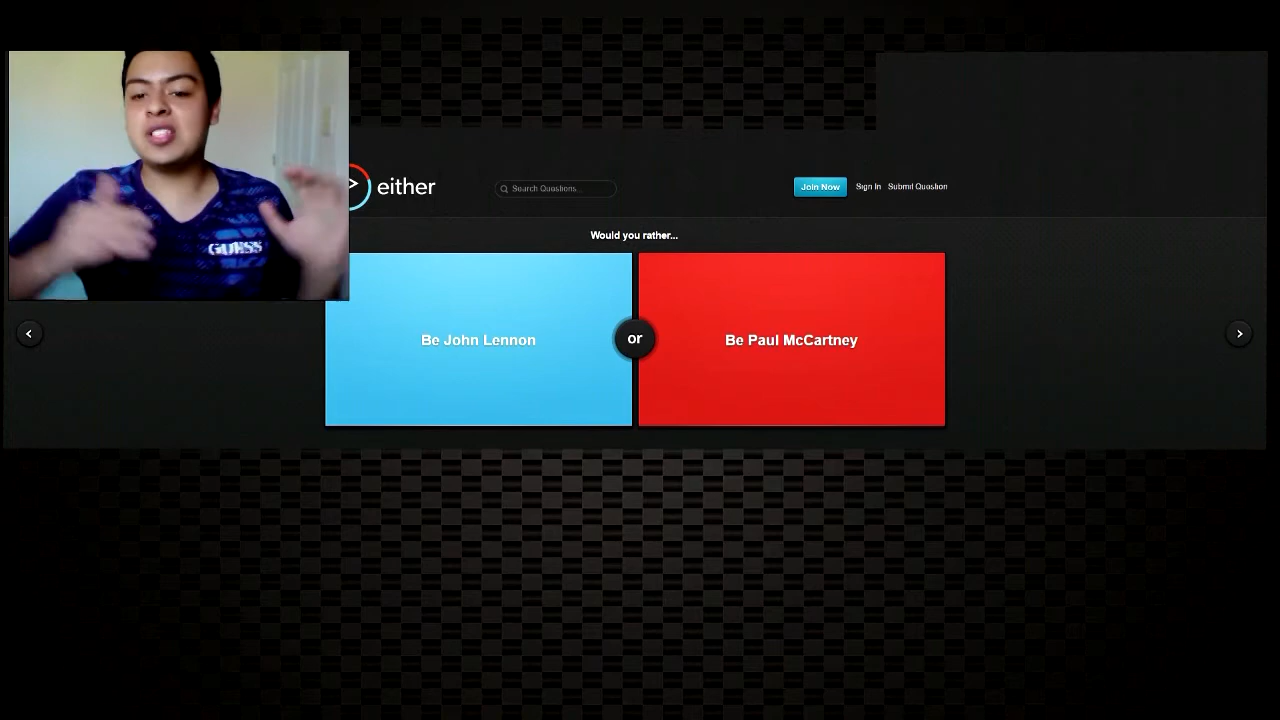 GUESS
either
Search Questions...
Join Now
Sign In
Submit Question
Would you rather...
Be John Lennon
or
Be Paul McCartney